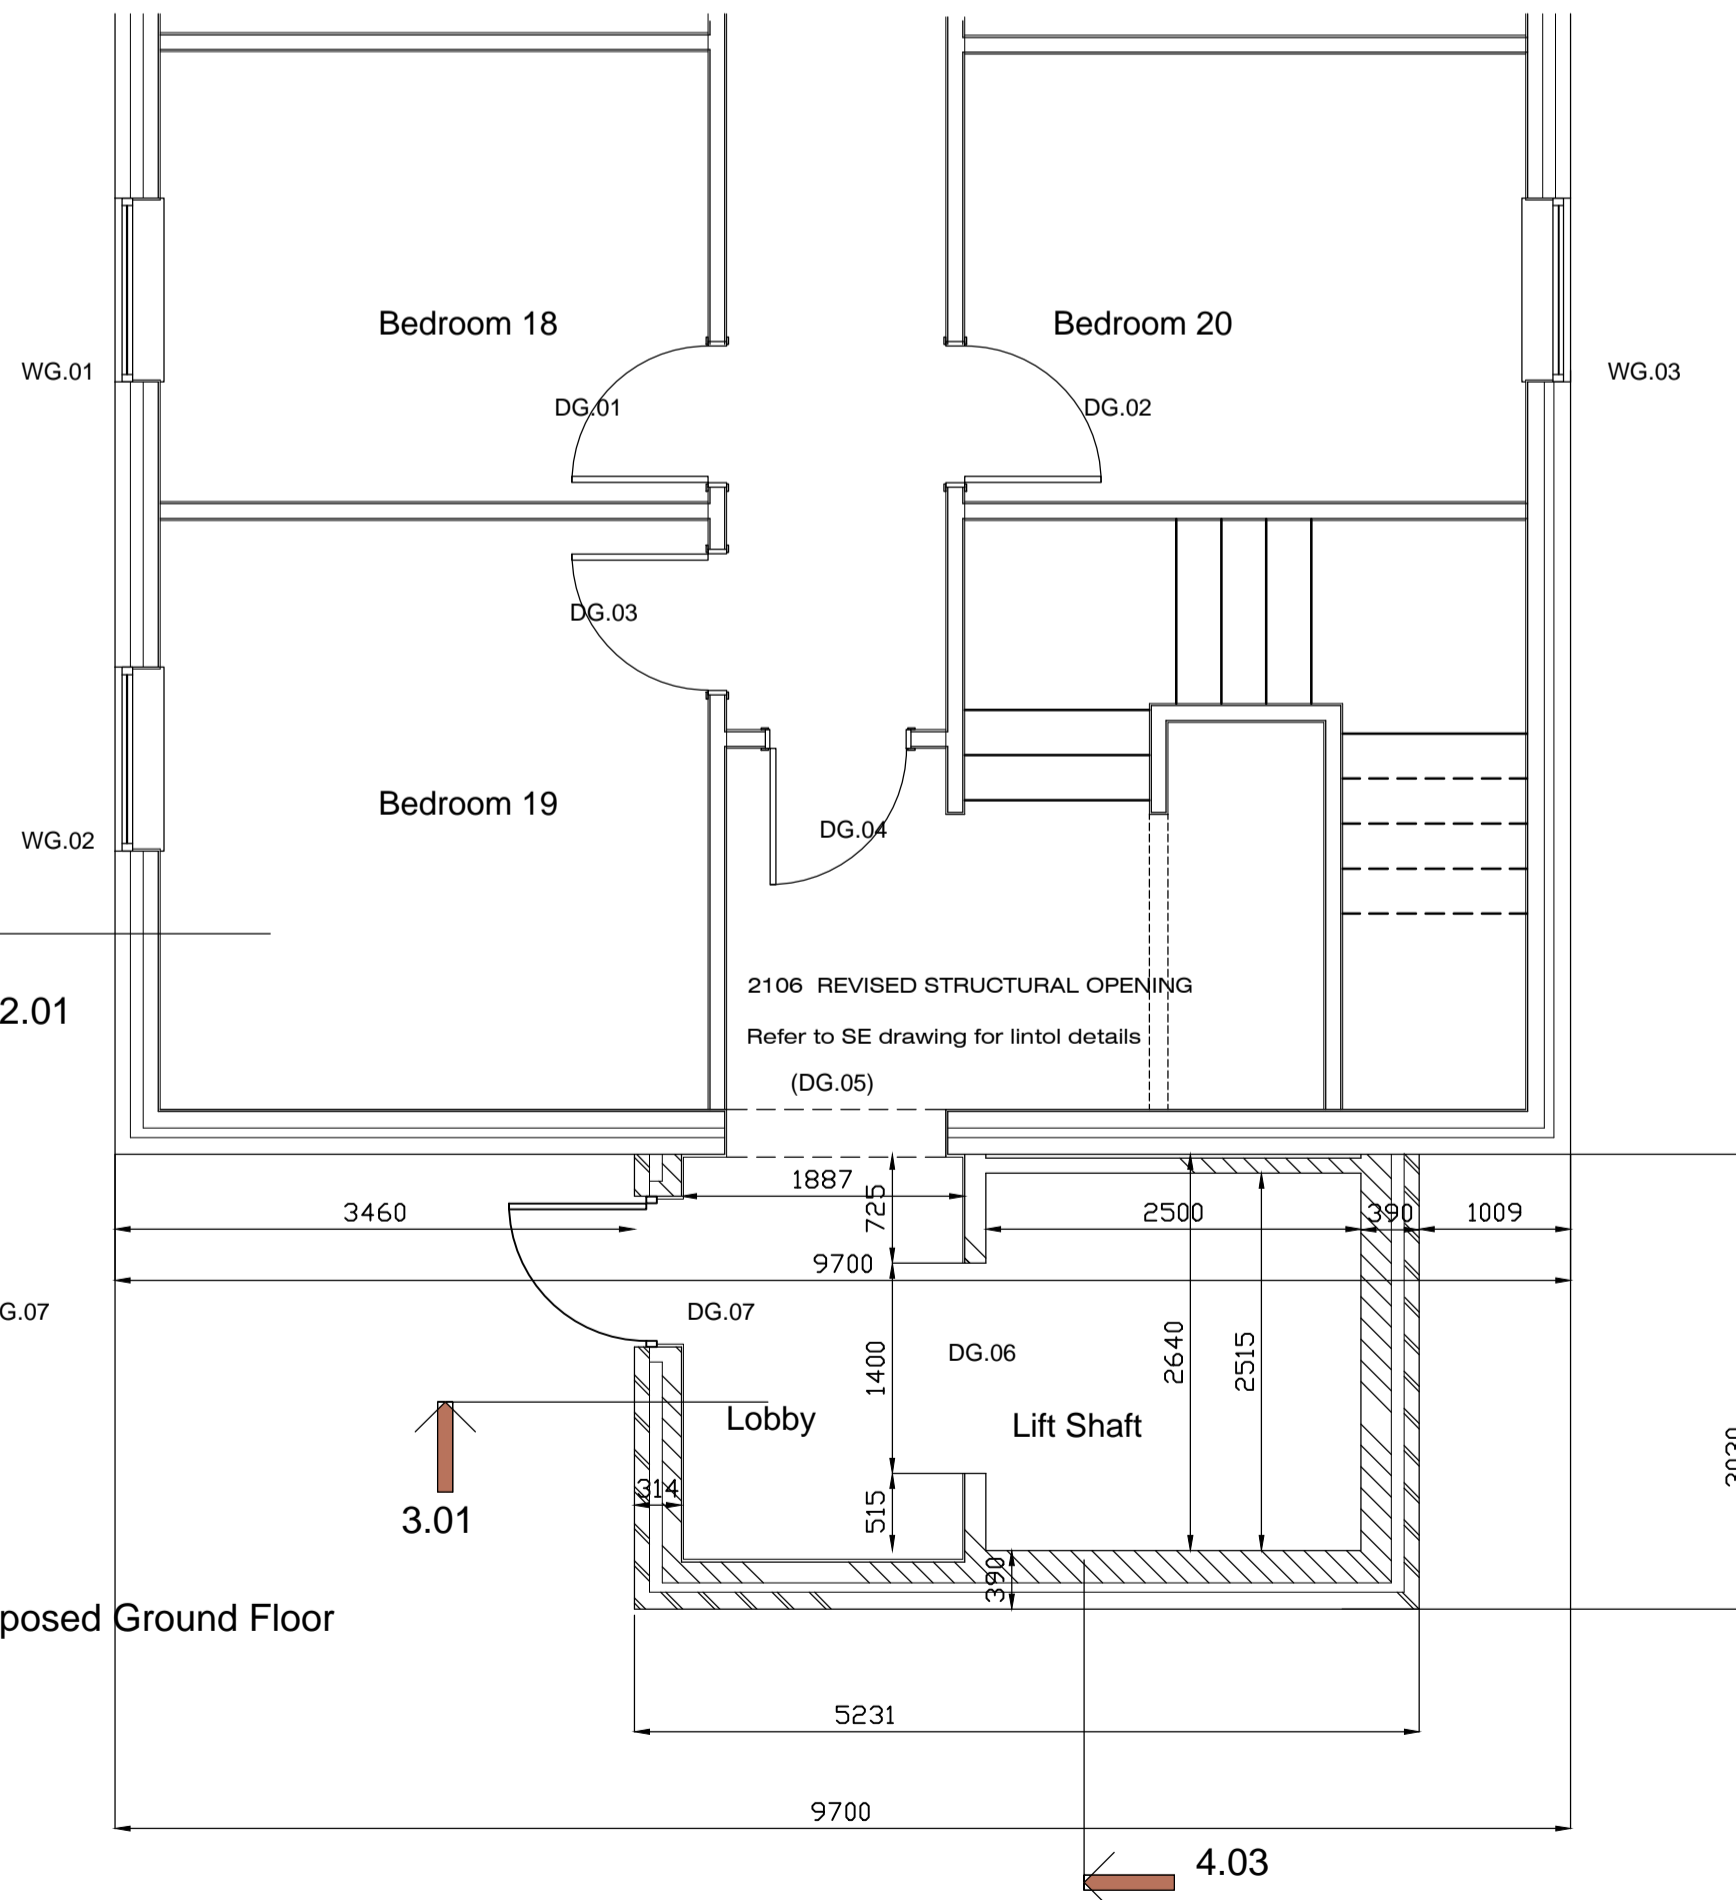 Bedroom 18
Bedroom 20
WG.01
WG.03
DG.01
DG.02
DG.03
Bedroom 19
DG.04
WG.02
2106 REVISED STRUCTURAL OPENING
2.01
Refer to SE drawing for lintol details
(DG.05)
1887
725
3460
2500
390
1009
9700
G.07
DG.07
DG.06
1400
2640
2515
Lobby
Lift Shaft
314
515
3.01
390
posed Ground Floor
5231
9700
4.03